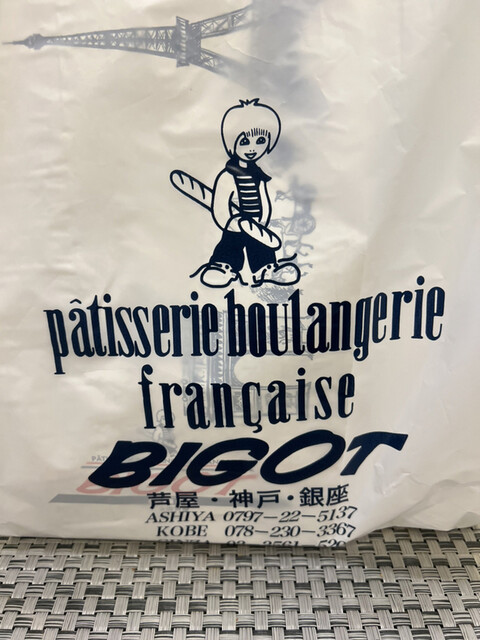 pâtisserie boulangerie
française
BIGOT
芦屋・神戸・銀座
ASHIYA 0797-22-5137
KOBE 078-230-3367